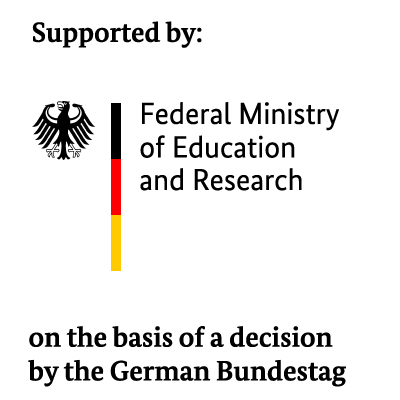 Supported by:
Federal Ministry
of Education
and Research
on the basis of a decision
by the German Bundestag